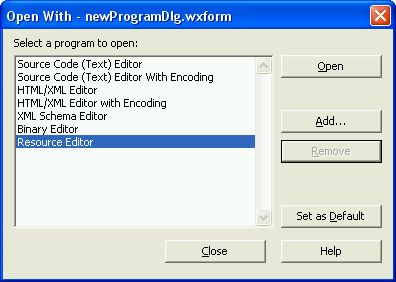 Open With - newProgramDlg.wxform
Select a program to open:
Source Code (Text) Editor
Source Code (Text) Editor With Encoding
HTML/XML Editor
HTML/XML Editor with Encoding
XML Schema Editor
Binary Editor
Resource Editor
Open
Add...
Remove
Set as Default
Close
Help